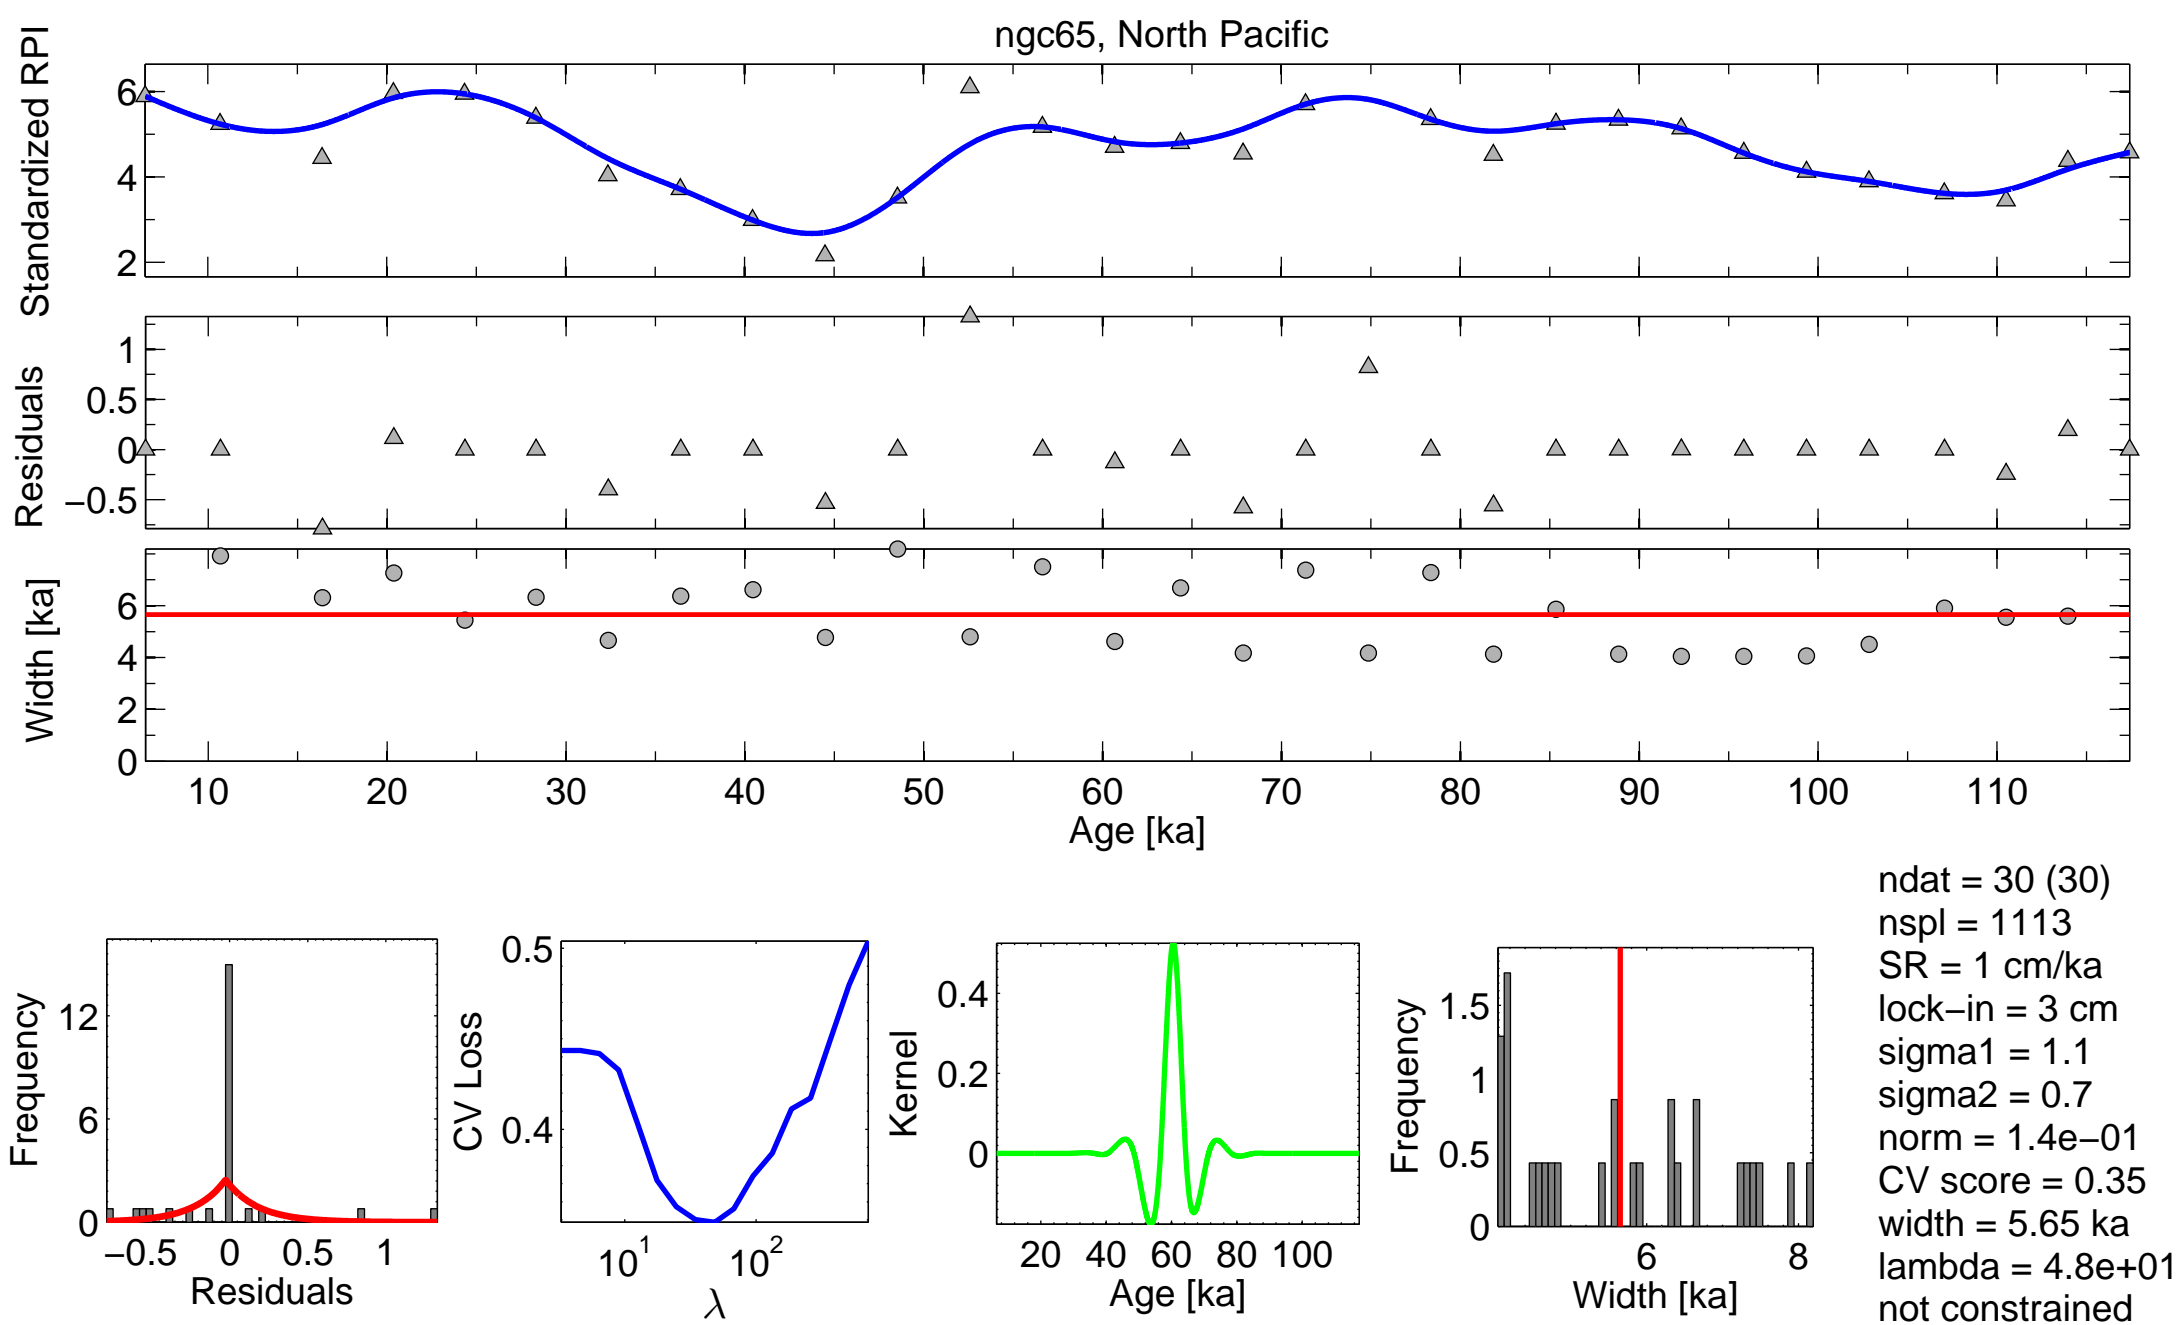 ngc65, North Pacific
Standardized RPI
6
4
2
Residuals
1
0.5
0
−0.5
Width [ka]
6
4
2
0
10 20 30 40 50 60 70 80 90 100 110
Age [ka]
Frequency
12
6
0
−0.5 0 0.5 1
Residuals
CV Loss
0.5
0.4
10¹ 10²
λ
Kernel
0.4
0.2
0
20 40 60 80 100
Age [ka]
Frequency
1.5
1
0.5
0
6 8
Width [ka]
ndat = 30 (30)
nspl = 1113
SR = 1 cm/ka
lock−in = 3 cm
sigma1 = 1.1
sigma2 = 0.7
norm = 1.4e−01
CV score = 0.35
width = 5.65 ka
lambda = 4.8e+01
not constrained